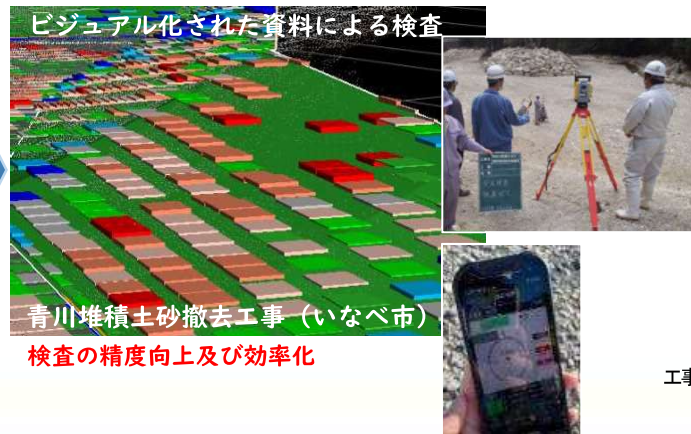 ビジュアル化された資料による検査
青川堆積土砂撤去工事（いなべ市）
検査の精度向上及び効率化
工事